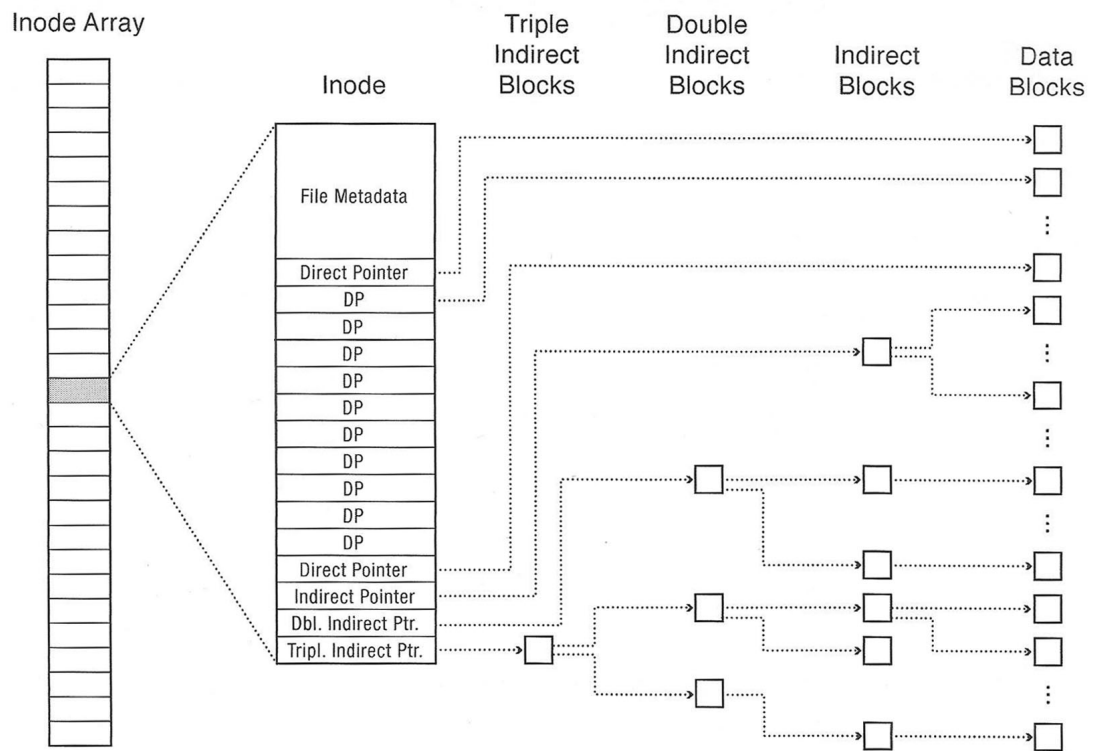 Inode Array
Inode
Triple
Indirect
Blocks
Double
Indirect
Blocks
Indirect
Blocks
Data
Blocks
File Metadata
Direct Pointer
DP
DP
DP
DP
DP
DP
DP
DP
DP
DP
Direct Pointer
Indirect Pointer
Dbl. Indirect Ptr.
Tripl. Indirect Ptr.